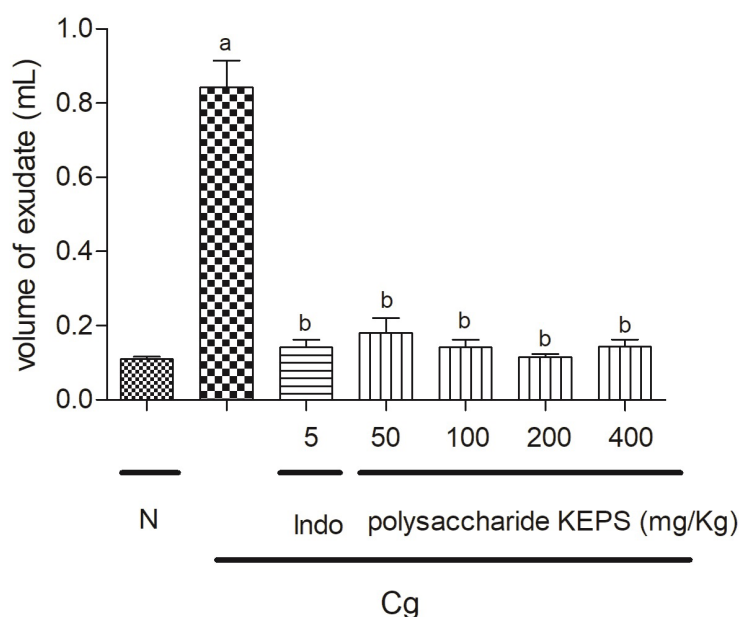 volume of exudate (mL)
1.0
0.8
0.6
0.4
0.2
0.0
a
b
b
b
b
b
5 50 100 200 400
N Indo polysaccharide KEPS (mg/Kg)
Cg